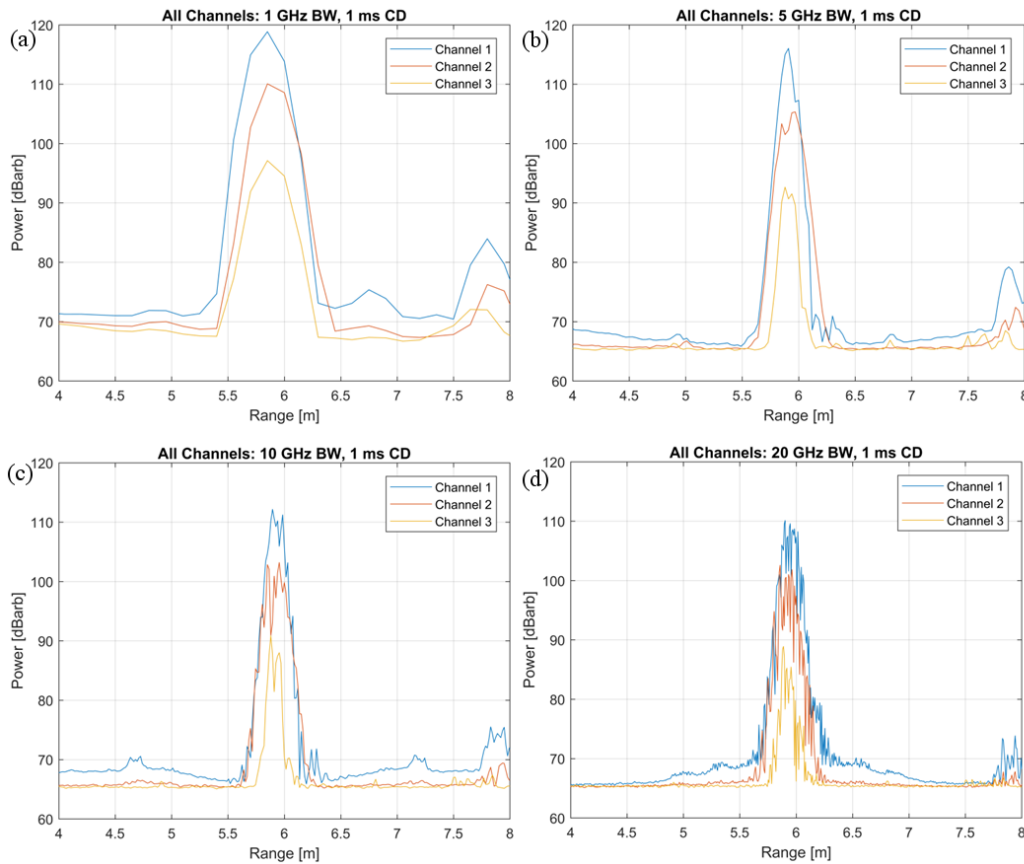 (a)
All Channels: 1 GHz BW, 1 ms CD
120
110
100
90
80
70
60
Power [dBarb]
Channel 1
Channel 2
Channel 3
4 4.5 5 5.5 6 6.5 7 7.5 8
Range [m]
(b)
All Channels: 5 GHz BW, 1 ms CD
120
110
100
90
80
70
60
Power [dBarb]
Channel 1
Channel 2
Channel 3
4 4.5 5 5.5 6 6.5 7 7.5 8
Range [m]
(c)
All Channels: 10 GHz BW, 1 ms CD
120
110
100
90
80
70
60
Power [dBarb]
Channel 1
Channel 2
Channel 3
4 4.5 5 5.5 6 6.5 7 7.5 8
Range [m]
(d)
All Channels: 20 GHz BW, 1 ms CD
120
110
100
90
80
70
60
Power [dBarb]
Channel 1
Channel 2
Channel 3
4 4.5 5 5.5 6 6.5 7 7.5 8
Range [m]